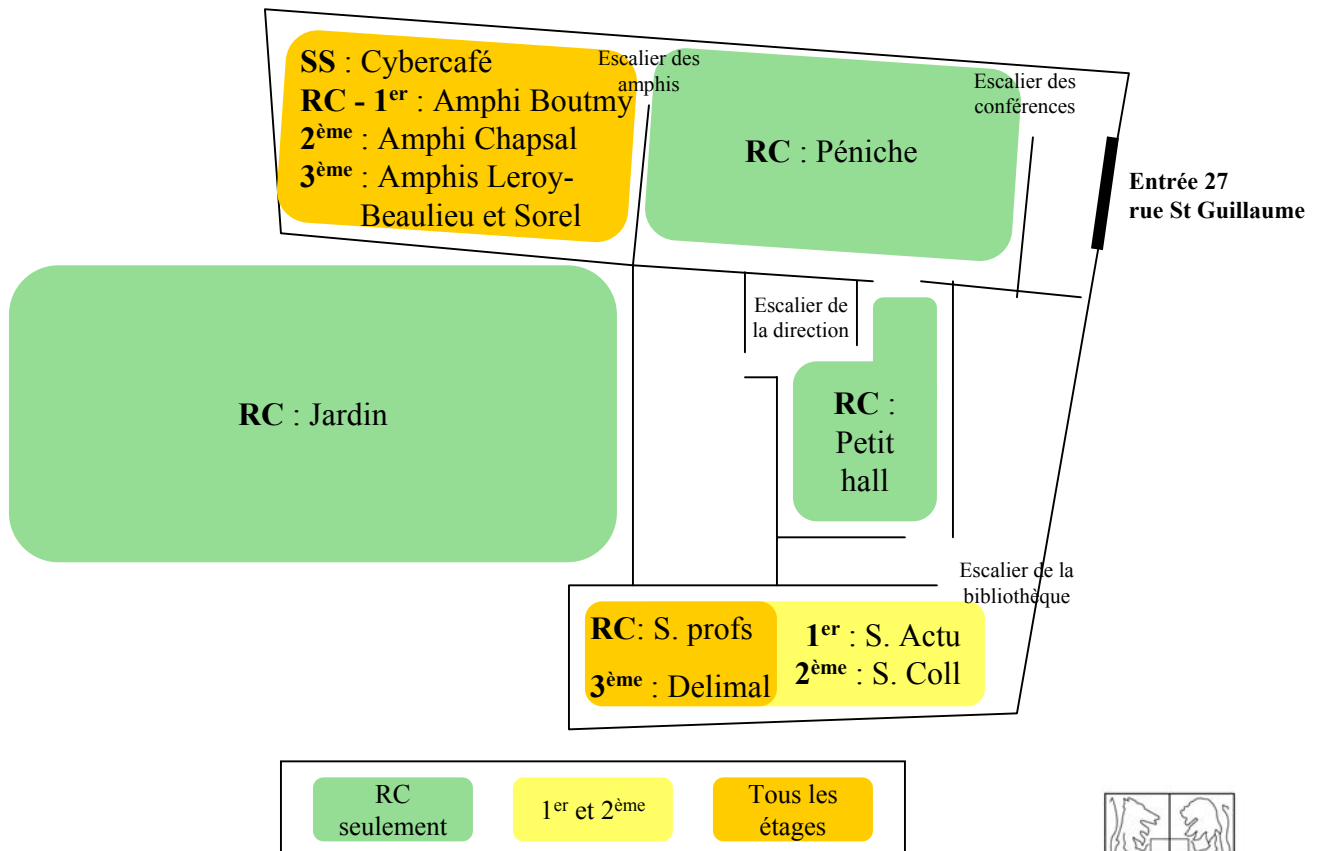 SS : Cybercafé
RC - 1er : Amphi Boutmy
2ème : Amphi Chapsal
3ème : Amphis Leroy-
Beaulieu et Sorel
Escalier des
amphis
RC : Péniche
Escalier des
conférences
Entrée 27
rue St Guillaume
RC : Jardin
Escalier de
la direction
RC :
Petit
hall
Escalier de la
bibliothèque
RC: S. profs
3ème : Delimal
1er : S. Actu
2ème : S. Coll
RC
seulement
1er et 2ème
Tous les
étages